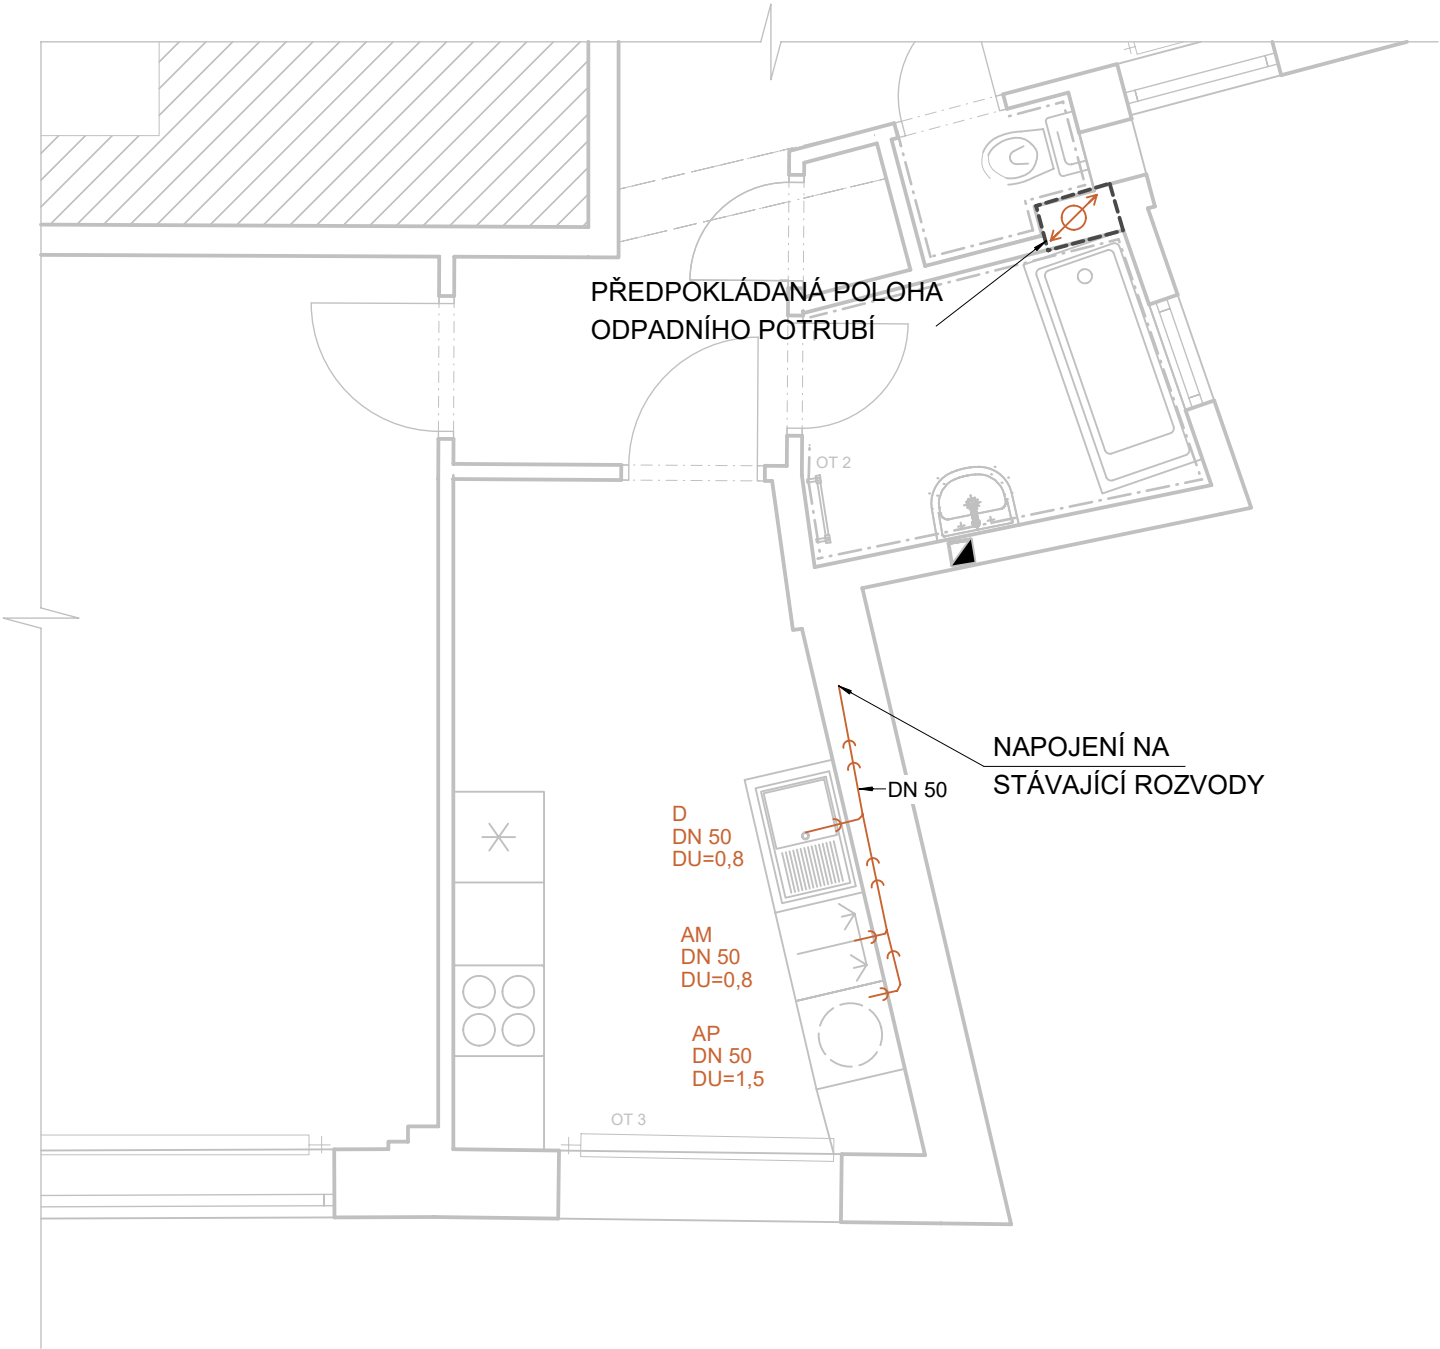 PŘEDPOKLÁDANÁ POLOHA
ODPADNÍHO POTRUBÍ
OT 2
NAPOJENÍ NA
STÁVAJÍCÍ ROZVODY
DN 50
D
DN 50
DU=0,8
AM
DN 50
DU=0,8
AP
DN 50
DU=1,5
OT 3